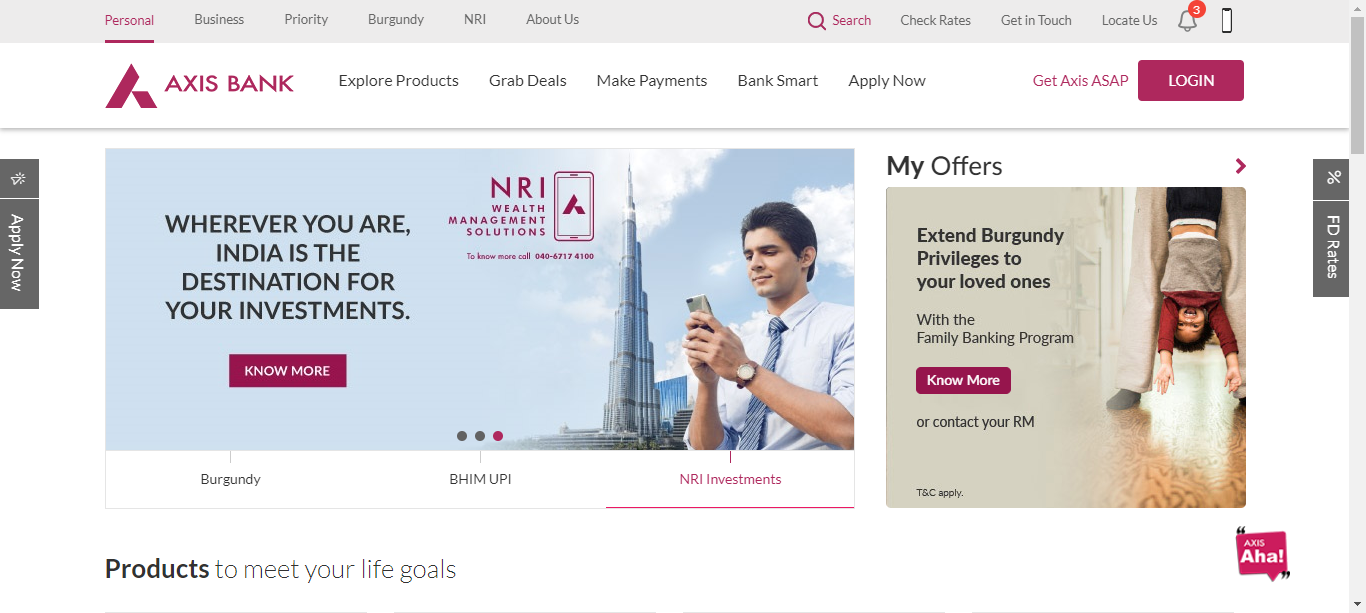 Personal Business Priority Burgundy NRI About Us Search Check Rates Get in Touch Locate Us 3
AXIS BANK Explore Products Grab Deals Make Payments Bank Smart Apply Now Get Axis ASAP LOGIN
Apply Now
WHEREVER YOU ARE,
INDIA IS THE
DESTINATION FOR
YOUR INVESTMENTS.
KNOW MORE
NRI
WEALTH
MANAGEMENT
SOLUTIONS
To know more call 040-6717 4100
Burgundy BHIM UPI NRI Investments
My Offers
Extend Burgundy
Privileges to
your loved ones
With the
Family Banking Program
Know More
or contact your RM
T&C apply.
% FD Rates
Products to meet your life goals
AXIS
Aha!